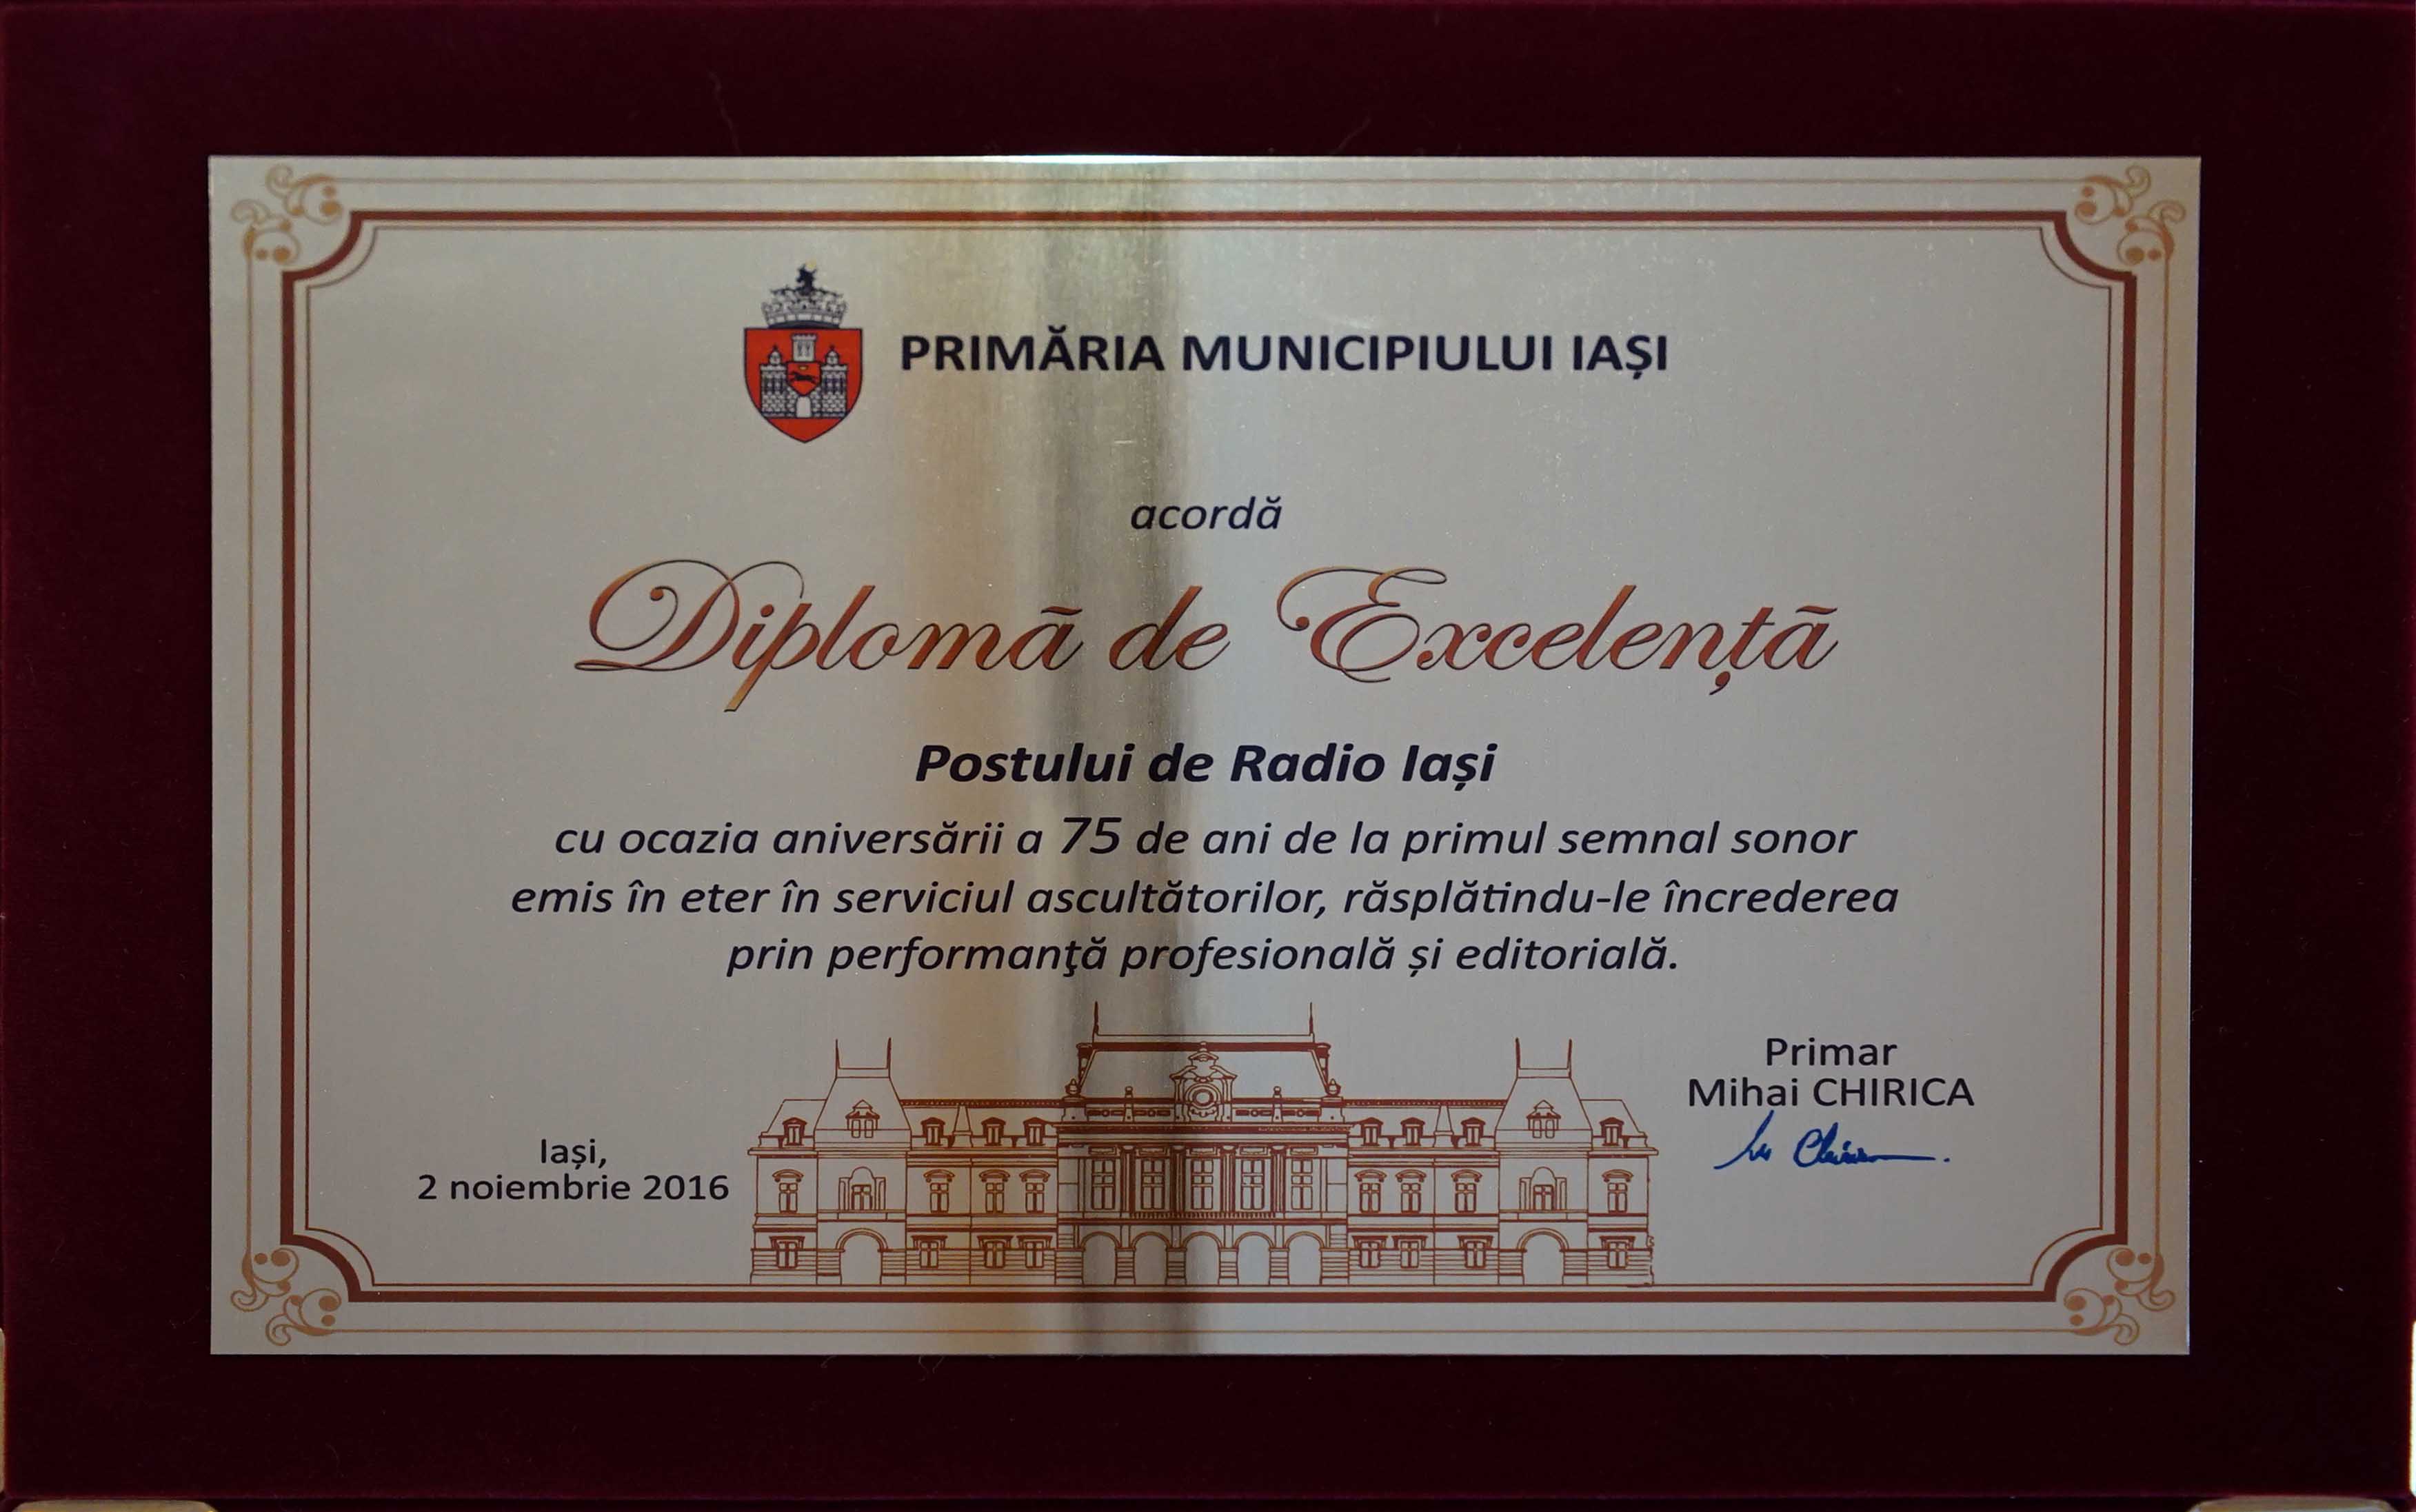 PRIMĂRIA MUNICIPIULUI IAȘI
acordă
Diplomã de Excelențã
Postului de Radio Iași
cu ocazia aniversării a 75 de ani de la primul semnal sonor
emis în eter în serviciul ascultătorilor, răsplătindu-le încrederea
prin performanţă profesională și editorială.
Primar
Mihai CHIRICA
Iași,
2 noiembrie 2016